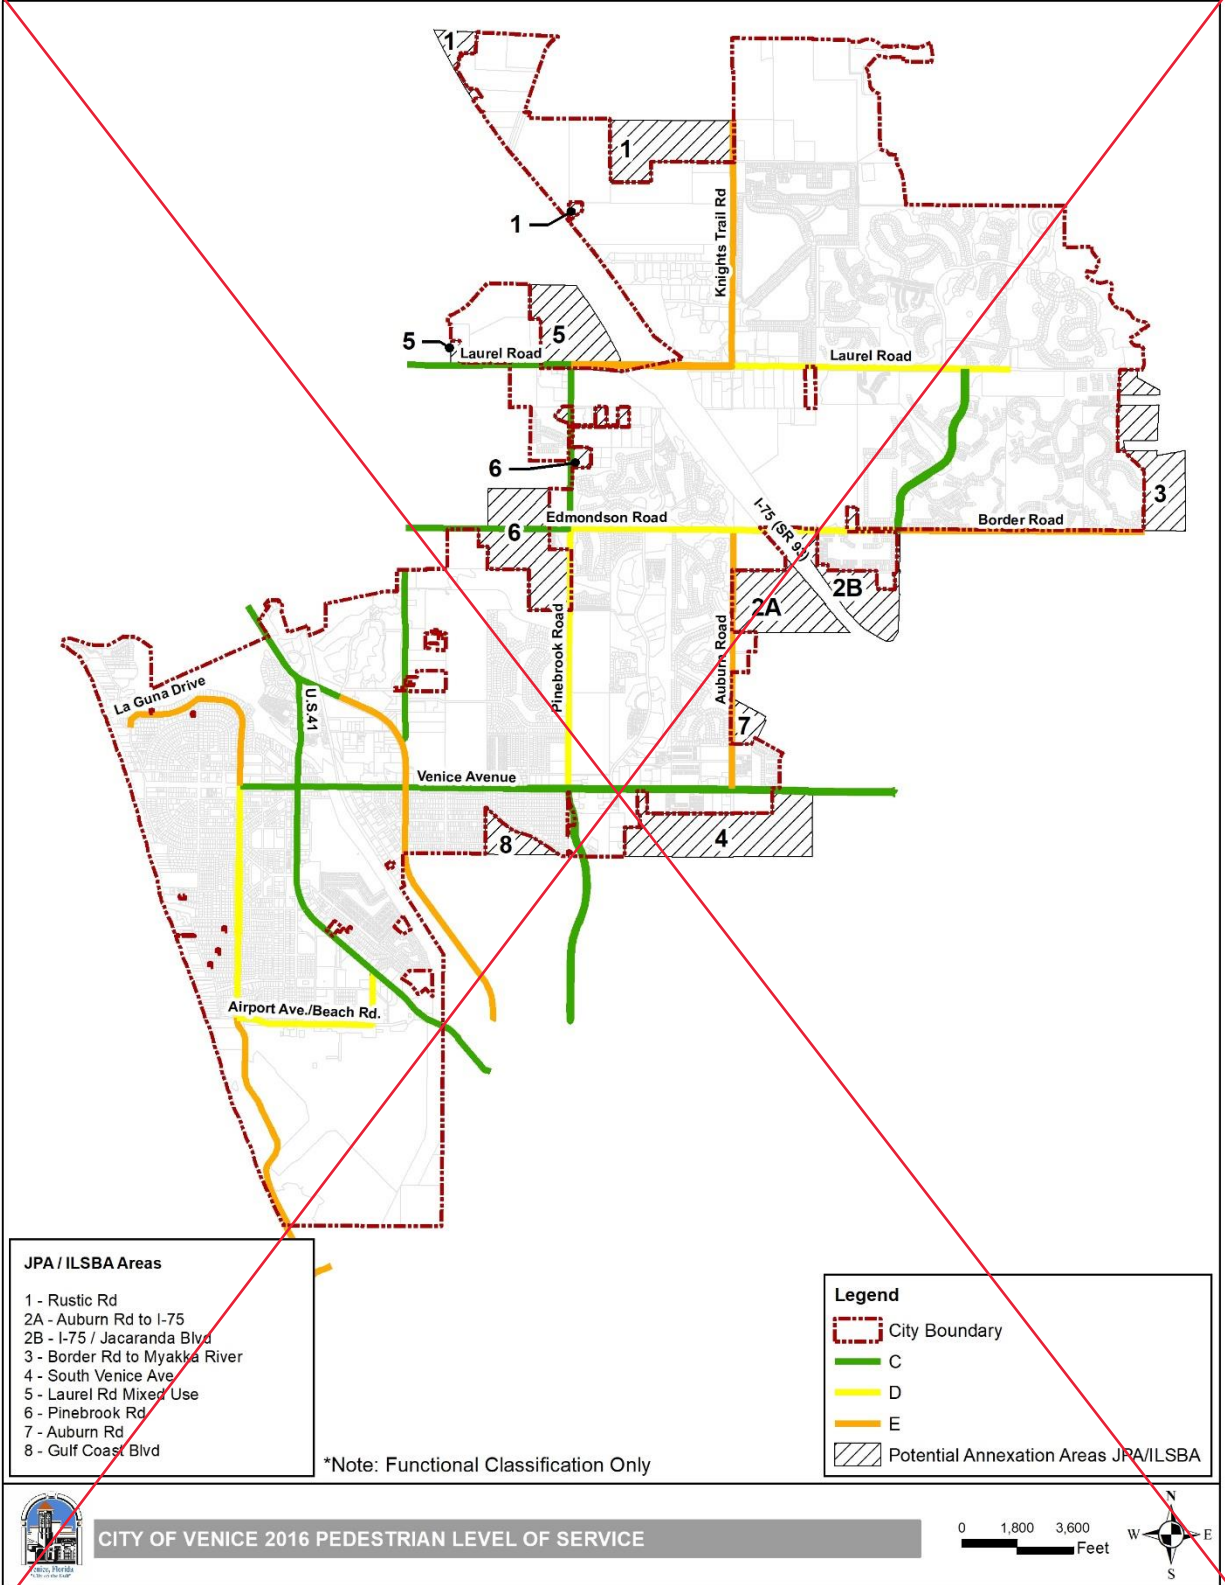 1
1
1
Knights Trail Rd
5
5
Laurel Road
Laurel Road
6
6
Edmondson Road
I-75 (SR 93)
Border Road
3
2A
2B
Pinebrook Road
Auburn Road
7
La Guna Drive
U.S.41
Venice Avenue
8
4
Airport Ave./Beach Rd.
JPA / ILSBA Areas
1 - Rustic Rd
2A - Auburn Rd to I-75
2B - I-75 / Jacaranda Blvd
3 - Border Rd to Myakka River
4 - South Venice Ave
5 - Laurel Rd Mixed Use
6 - Pinebrook Rd
7 - Auburn Rd
8 - Gulf Coast Blvd
*Note: Functional Classification Only
Legend
City Boundary
C
D
E
Potential Annexation Areas JPA/ILSBA
CITY OF VENICE 2016 PEDESTRIAN LEVEL OF SERVICE
0 1,800 3,600
Feet
N
W E
S
Venice, Florida